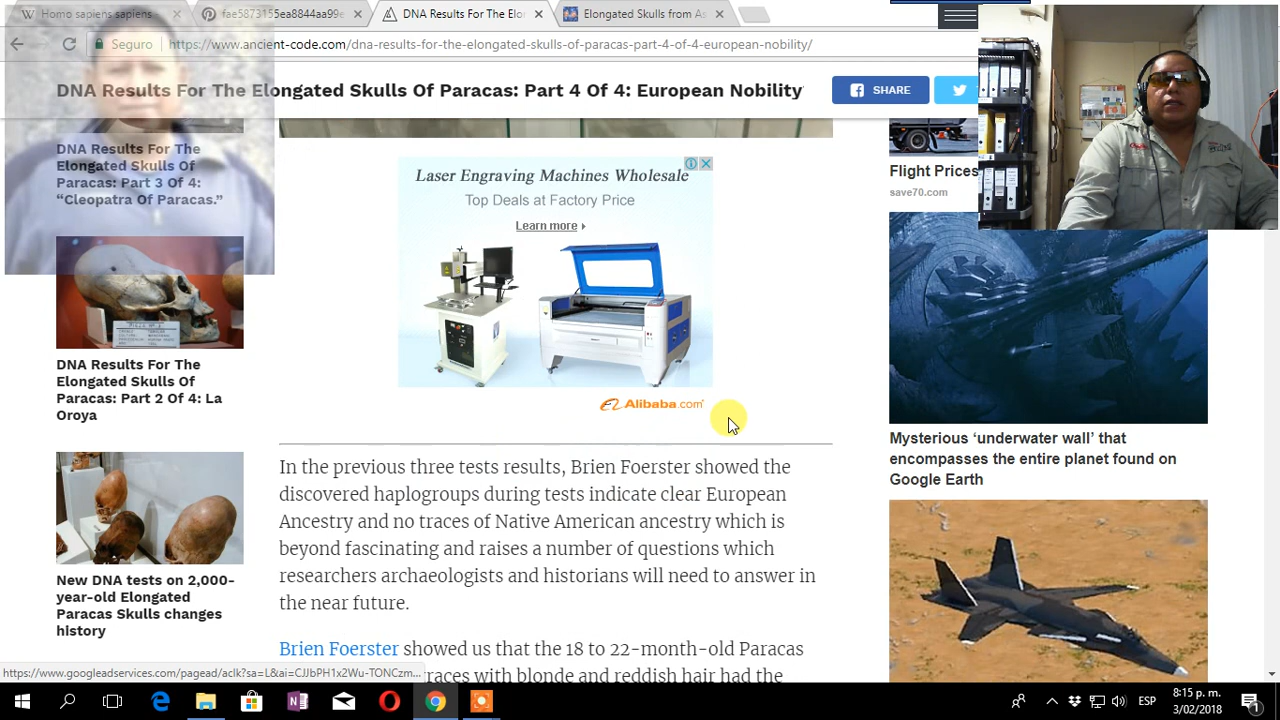 Homo sapiens sapiens
fae5873155ea8844aa99e
DNA Results For The Elon
Elongated Skulls from A
Seguro
https://www.ancient-code.com/dna-results-for-the-elongated-skulls-of-paracas-part-4-of-4-european-nobility/
DNA Results For The Elongated Skulls Of Paracas: Part 4 Of 4: European Nobility
SHARE
DNA Results For The
Elongated Skulls Of
Paracas: Part 3 Of 4:
“Cleopatra Of Paracas.”
DNA Results For The
Elongated Skulls Of
Paracas: Part 2 Of 4: La
Oroya
New DNA tests on 2,000-
year-old Elongated
Paracas Skulls changes
history
Laser Engraving Machines Wholesale
Top Deals at Factory Price
Learn more
Alibaba.com
In the previous three tests results, Brien Foerster showed the
discovered haplogroups during tests indicate clear European
Ancestry and no traces of Native American ancestry which is
beyond fascinating and raises a number of questions which
researchers archaeologists and historians will need to answer in
the near future.
Brien Foerster showed us that the 18 to 22-month-old Paracas
races with blonde and reddish hair had the
Flight Prices
save70.com
Mysterious ‘underwater wall’ that
encompasses the entire planet found on
Google Earth
https://www.googleadservices.com/pagead/aclk?sa=L&ai=CJJbPH1x2Wu-TONCzm...
ESP
8:15 p. m.
3/02/2018
1